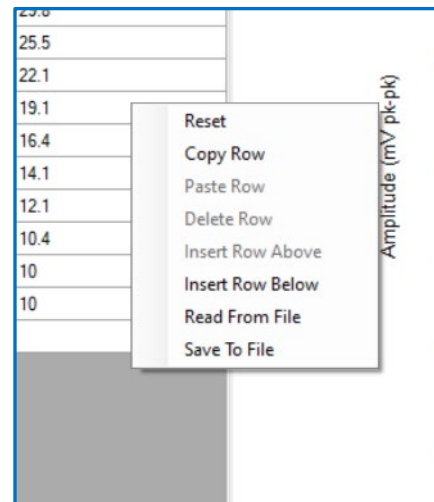 29.8
25.5
22.1
19.1
16.4
14.1
12.1
10.4
10
10
Reset
Copy Row
Paste Row
Delete Row
Insert Row Above
Insert Row Below
Read From File
Save To File
Amplitude (mV pk-pk)